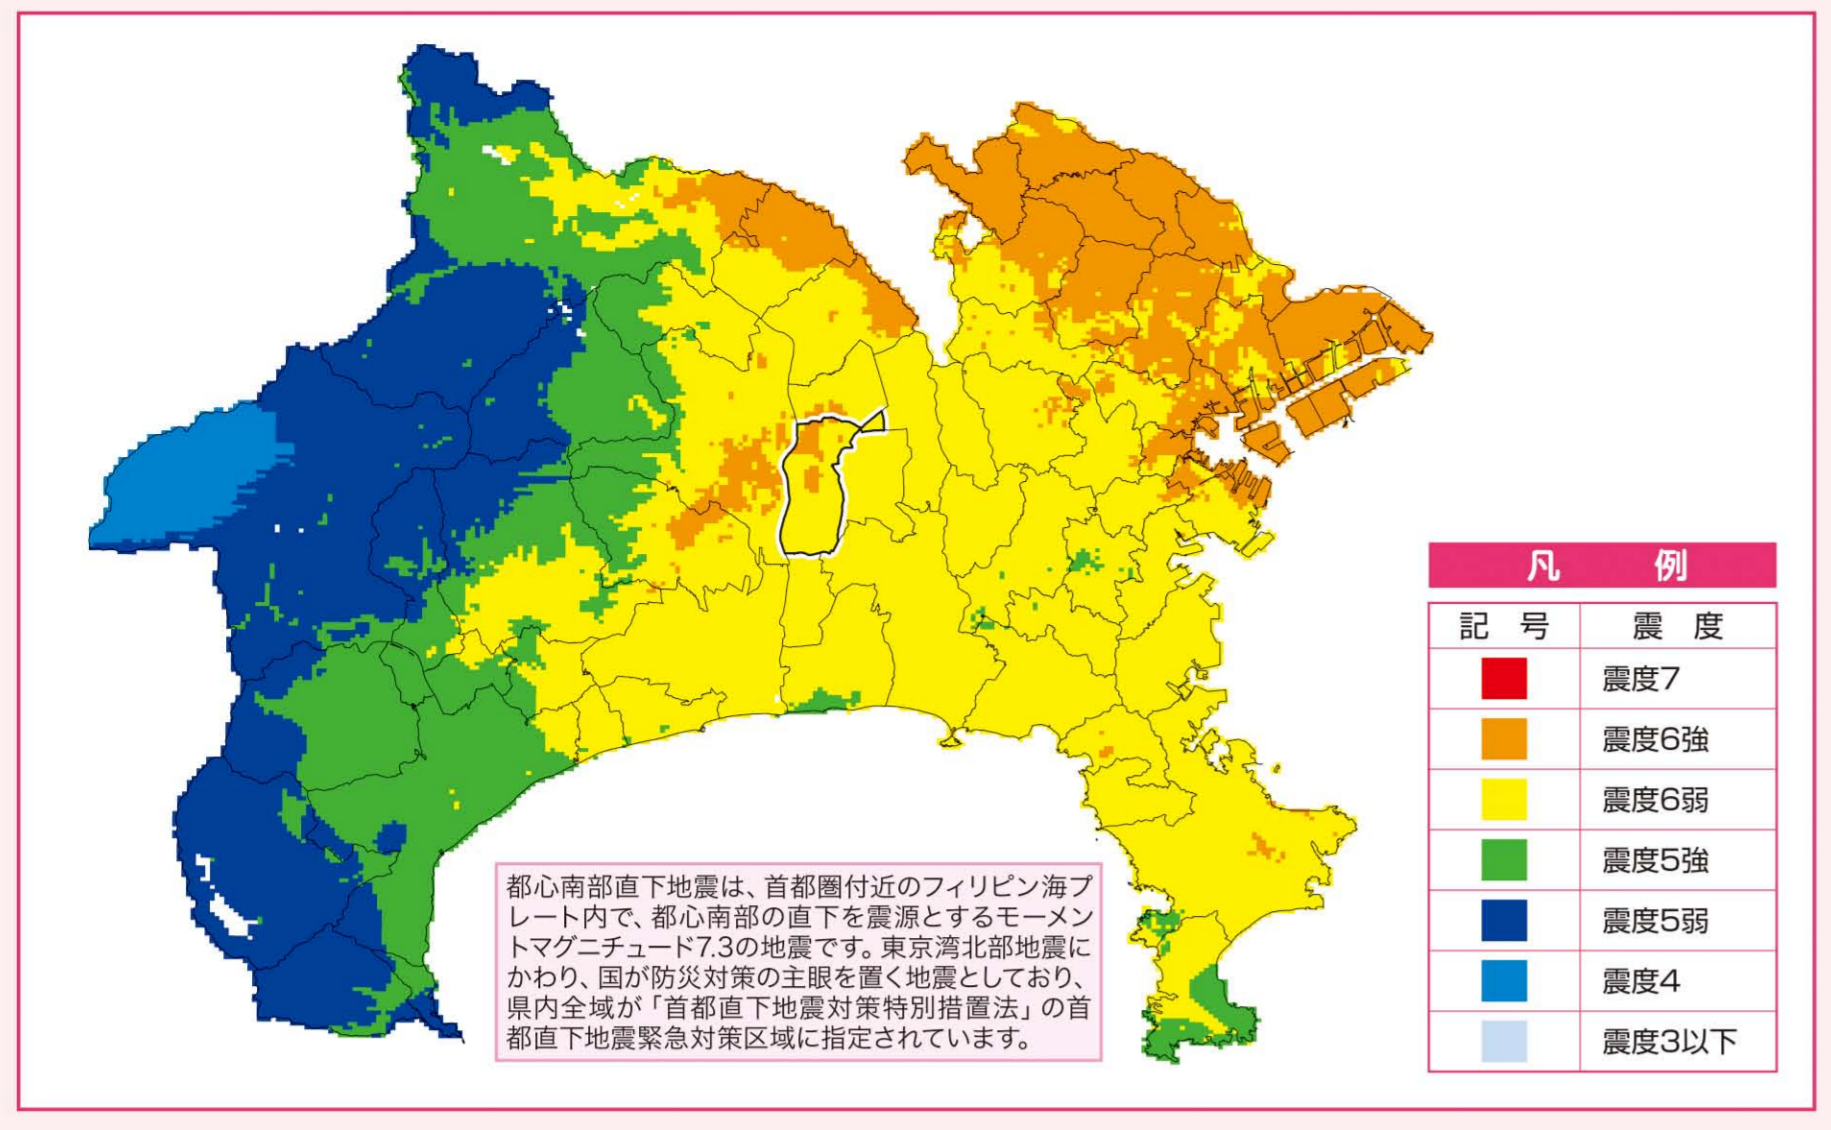 都心南部直下地震は、首都圏付近のフィリピン海プ
レート内で、都心南部の直下を震源とするモーメン
トマグニチュード7.3の地震です。東京湾北部地震に
かわり、国が防災対策の主眼を置く地震としており、
県内全域が「首都直下地震対策特別措置法」の首
都直下地震緊急対策区域に指定されています。
凡　例
記　号　震　度
震度7
震度6強
震度6弱
震度5強
震度5弱
震度4
震度3以下